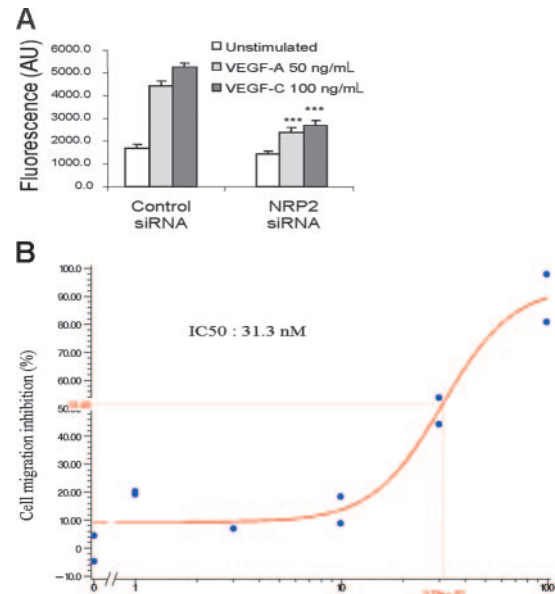 A
Fluorescence (AU)
6000.0
5000.0
4000.0
3000.0
2000.0
1000.0
0.0
Unstimulated
VEGF-A 50 ng/mL
VEGF-C 100 ng/mL
***
***
Control
siRNA
NRP2
siRNA
B
Cell migration inhibition (%)
100.0
90.00
80.00
70.00
60.00
50.00
40.00
30.00
20.00
10.00
0
-10.0
IC50 : 31.3 nM
0
1
10
100